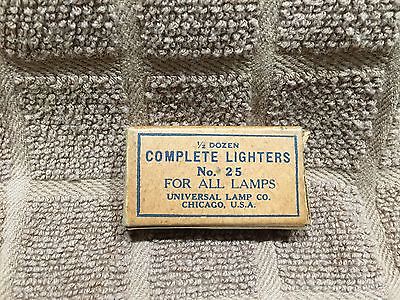 ½ DOZEN
COMPLETE LIGHTERS
No. 25
FOR ALL LAMPS
UNIVERSAL LAMP CO.
CHICAGO, U.S.A.